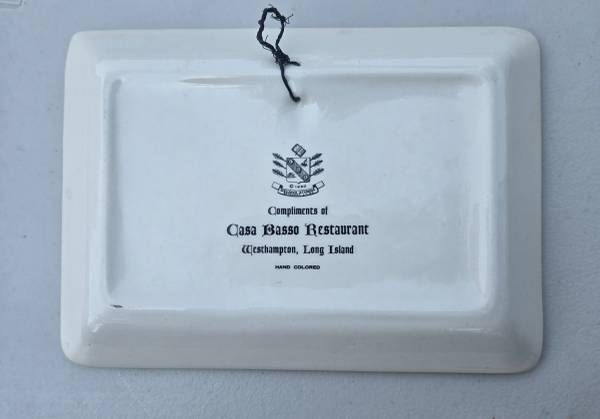 Compliments of
Casa Basso Restaurant
Westhampton, Long Island
HAND COLORED